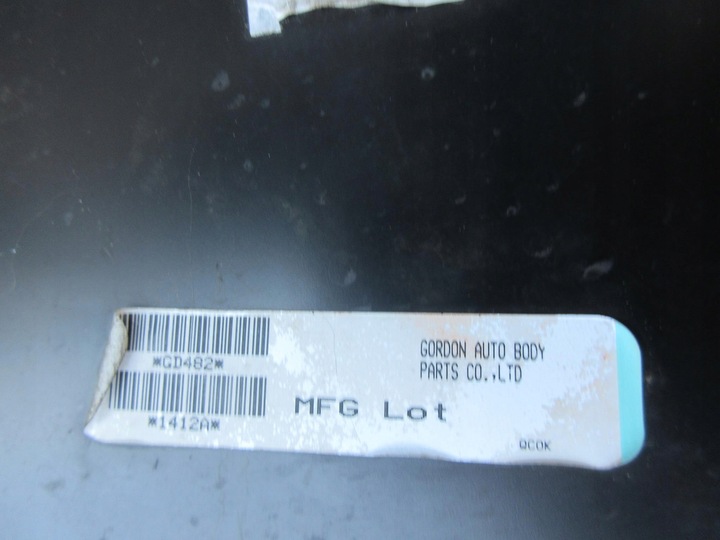 *GD482*
*1412A*
MFG Lot
GORDON AUTO BODY
PARTS CO.,LTD
QCOK